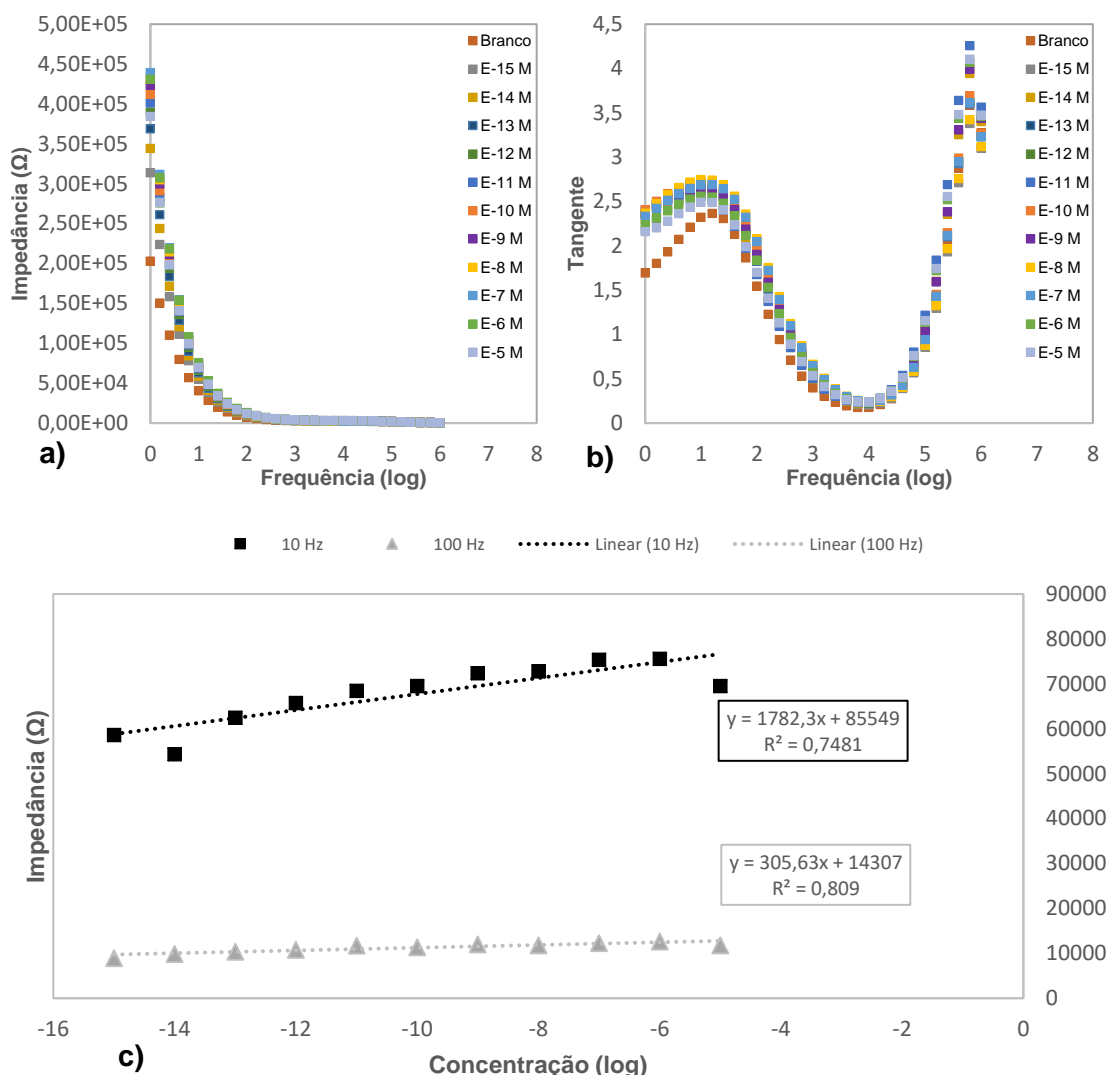 5,00E+05
4,50E+05
4,00E+05
3,50E+05
3,00E+05
2,50E+05
2,00E+05
1,50E+05
1,00E+05
5,00E+04
0,00E+00
Impedância (Ω)
0 1 2 3 4 5 6 7 8
Frequência (log)
a)
Branco
E-15 M
E-14 M
E-13 M
E-12 M
E-11 M
E-10 M
E-9 M
E-8 M
E-7 M
E-6 M
E-5 M
4,5
4
3,5
3
2,5
2
1,5
1
0,5
0
Tangente
0 1 2 3 4 5 6 7 8
Frequência (log)
b)
Branco
E-15 M
E-14 M
E-13 M
E-12 M
E-11 M
E-10 M
E-9 M
E-8 M
E-7 M
E-6 M
E-5 M
10 Hz 100 Hz Linear (10 Hz) Linear (100 Hz)
90000
80000
70000
60000
50000
40000
30000
20000
10000
0
Impedância (Ω)
y = 1782,3x + 85549
R² = 0,7481
y = 305,63x + 14307
R² = 0,809
-16 -14 -12 -10 -8 -6 -4 -2 0
Concentração (log)
c)